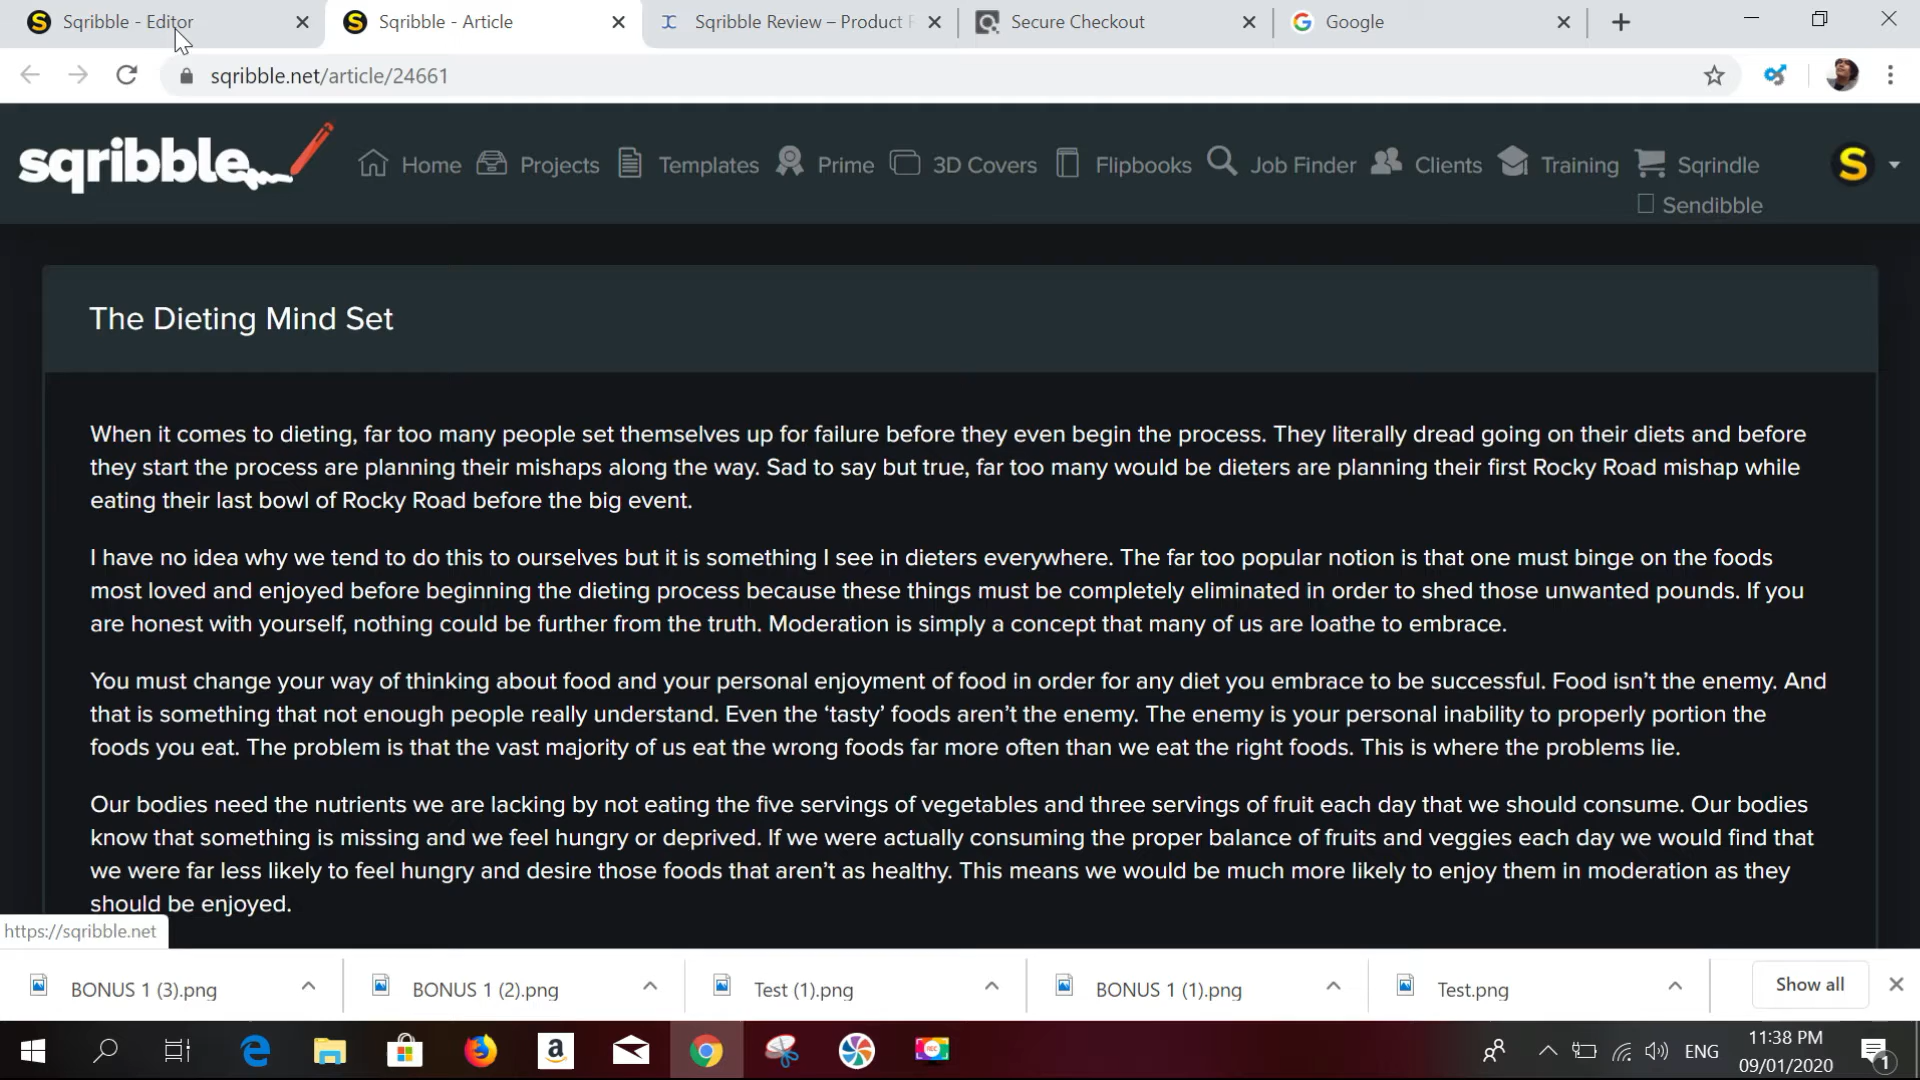 Sqribble - Editor
Sqribble - Article
Sqribble Review – Product
Secure Checkout
Google
sqribble.net/article/24661
sqribble
Home
Projects
Templates
Prime
3D Covers
Flipbooks
Job Finder
Clients
Training
Sqrindle
Sendibble
S
The Dieting Mind Set
When it comes to dieting, far too many people set themselves up for failure before they even begin the process. They literally dread going on their diets and before
they start the process are planning their mishaps along the way. Sad to say but true, far too many would be dieters are planning their first Rocky Road mishap while
eating their last bowl of Rocky Road before the big event.
I have no idea why we tend to do this to ourselves but it is something I see in dieters everywhere. The far too popular notion is that one must binge on the foods
most loved and enjoyed before beginning the dieting process because these things must be completely eliminated in order to shed those unwanted pounds. If you
are honest with yourself, nothing could be further from the truth. Moderation is simply a concept that many of us are loathe to embrace.
You must change your way of thinking about food and your personal enjoyment of food in order for any diet you embrace to be successful. Food isn’t the enemy. And
that is something that not enough people really understand. Even the ‘tasty’ foods aren’t the enemy. The enemy is your personal inability to properly portion the
foods you eat. The problem is that the vast majority of us eat the wrong foods far more often than we eat the right foods. This is where the problems lie.
Our bodies need the nutrients we are lacking by not eating the five servings of vegetables and three servings of fruit each day that we should consume. Our bodies
know that something is missing and we feel hungry or deprived. If we were actually consuming the proper balance of fruits and veggies each day we would find that
we were far less likely to feel hungry and desire those foods that aren’t as healthy. This means we would be much more likely to enjoy them in moderation as they
should be enjoyed.
https://sqribble.net
BONUS 1 (3).png
BONUS 1 (2).png
Test (1).png
BONUS 1 (1).png
Test.png
Show all
ENG
11:38 PM
09/01/2020
1